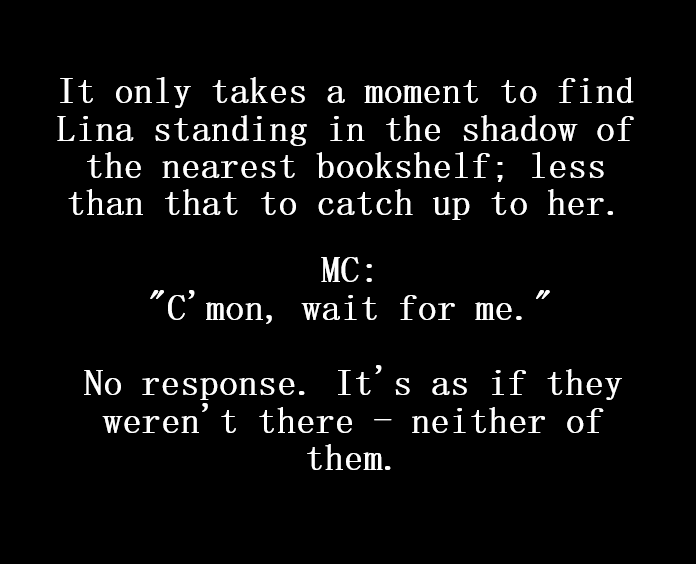 It only takes a moment to find
Lina standing in the shadow of
the nearest bookshelf; less
than that to catch up to her.
MC:
"C'mon, wait for me."
No response. It's as if they
weren't there — neither of
them.